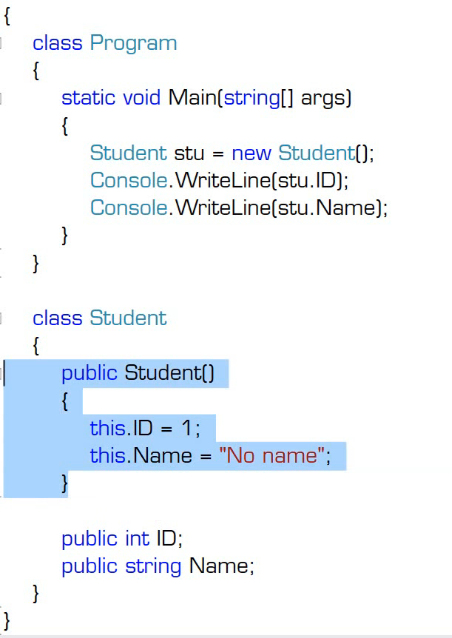 {
class Program
{
static void Main(string[] args)
{
Student stu = new Student();
Console.WriteLine(stu.ID);
Console.WriteLine(stu.Name);
}
}
class Student
{
public Student()
{
this.ID = 1;
this.Name = "No name";
}
public int ID;
public string Name;
}
}